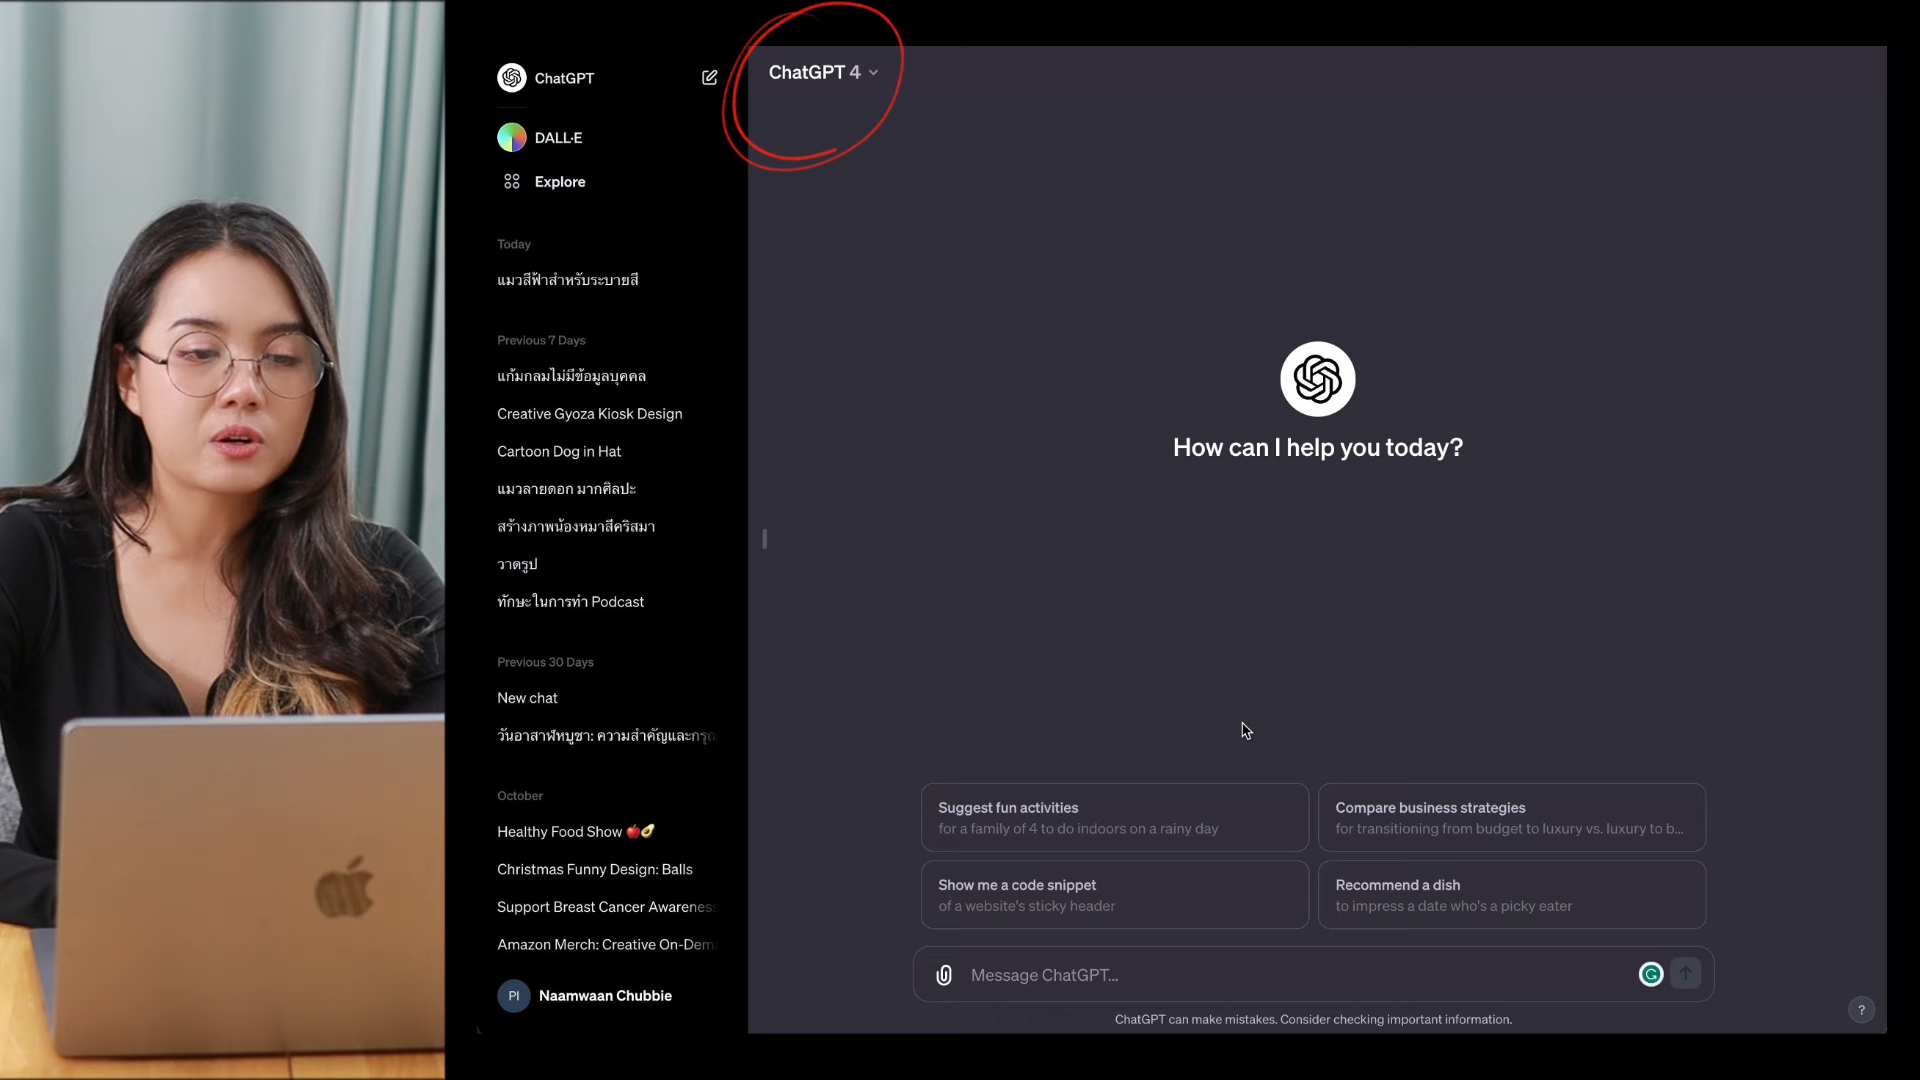 ChatGPT
DALL·E
Explore
Today
แมวสีฟ้าสำหรับระบายสี
Previous 7 Days
แก้มกลมไม่มีข้อมูลบุคคล
Creative Gyoza Kiosk Design
Cartoon Dog in Hat
แมวลายดอก มากศิลปะ
สร้างภาพน้องหมาสีคริสมา
วาดรูป
ทักษะในการทำ Podcast
Previous 30 Days
New chat
วันอาสาฬหบูชา: ความสำคัญและกรุณ
October
Healthy Food Show 🍎🥑
Christmas Funny Design: Balls
Support Breast Cancer Awareness
Amazon Merch: Creative On-Dem
PI Naamwaan Chubbie
ChatGPT 4
How can I help you today?
Suggest fun activities
for a family of 4 to do indoors on a rainy day
Compare business strategies
for transitioning from budget to luxury vs. luxury to b...
Show me a code snippet
of a website's sticky header
Recommend a dish
to impress a date who's a picky eater
Message ChatGPT...
ChatGPT can make mistakes. Consider checking important information.
?